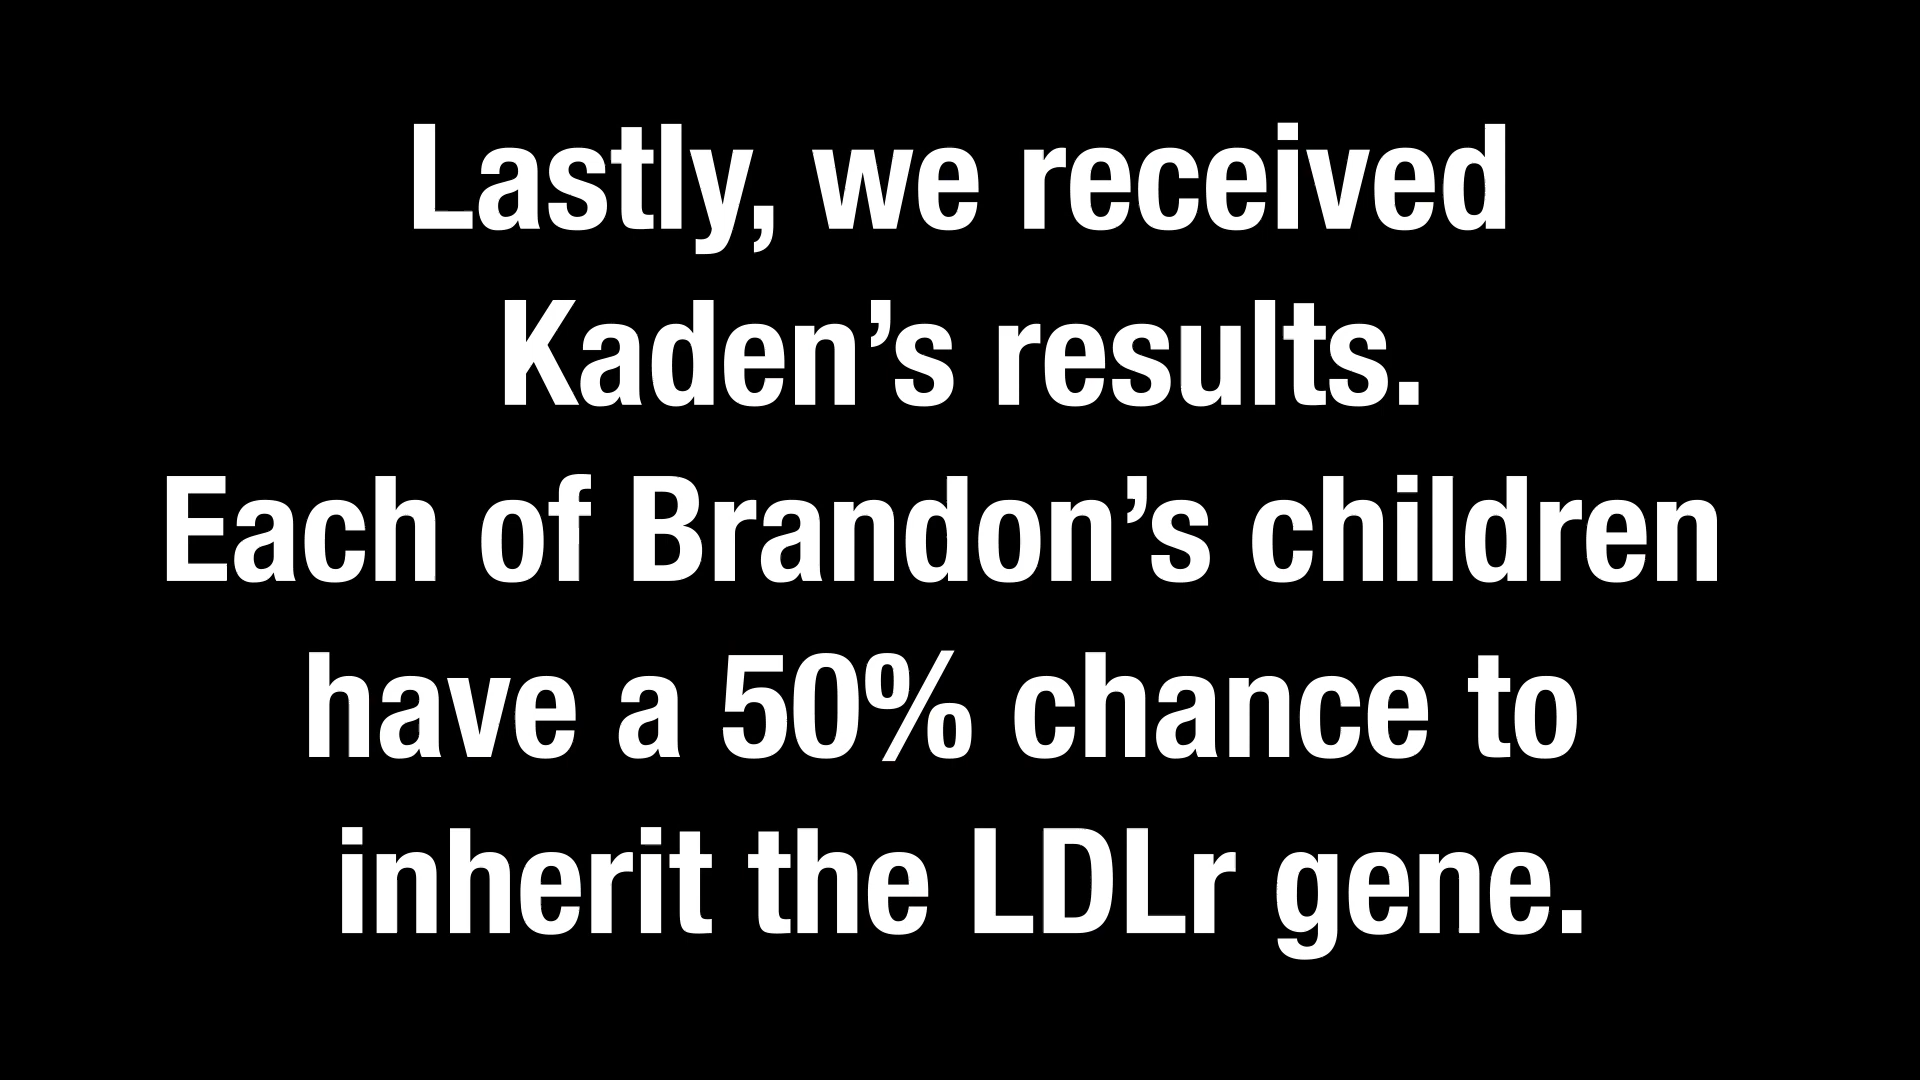 Lastly, we received
Kaden’s results.
Each of Brandon’s children
have a 50% chance to
inherit the LDLr gene.